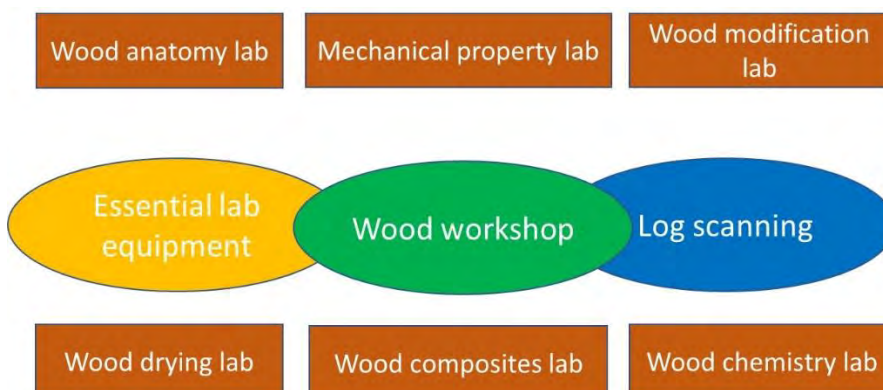 Wood anatomy lab
Mechanical property lab
Wood modification
lab
Essential lab
equipment
Wood workshop
Log scanning
Wood drying lab
Wood composites lab
Wood chemistry lab